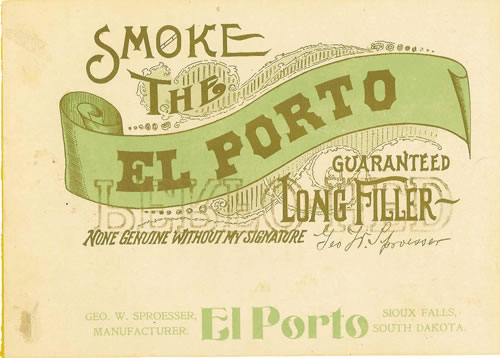 SMOKE
THE
EL PORTO
GUARANTEED
LONG FILLER
NONE GENUINE WITHOUT MY SIGNATURE Geo W. Sproesser
GEO. W. SPROESSER,
MANUFACTURER.
El Porto
SIOUX FALLS,
SOUTH DAKOTA.